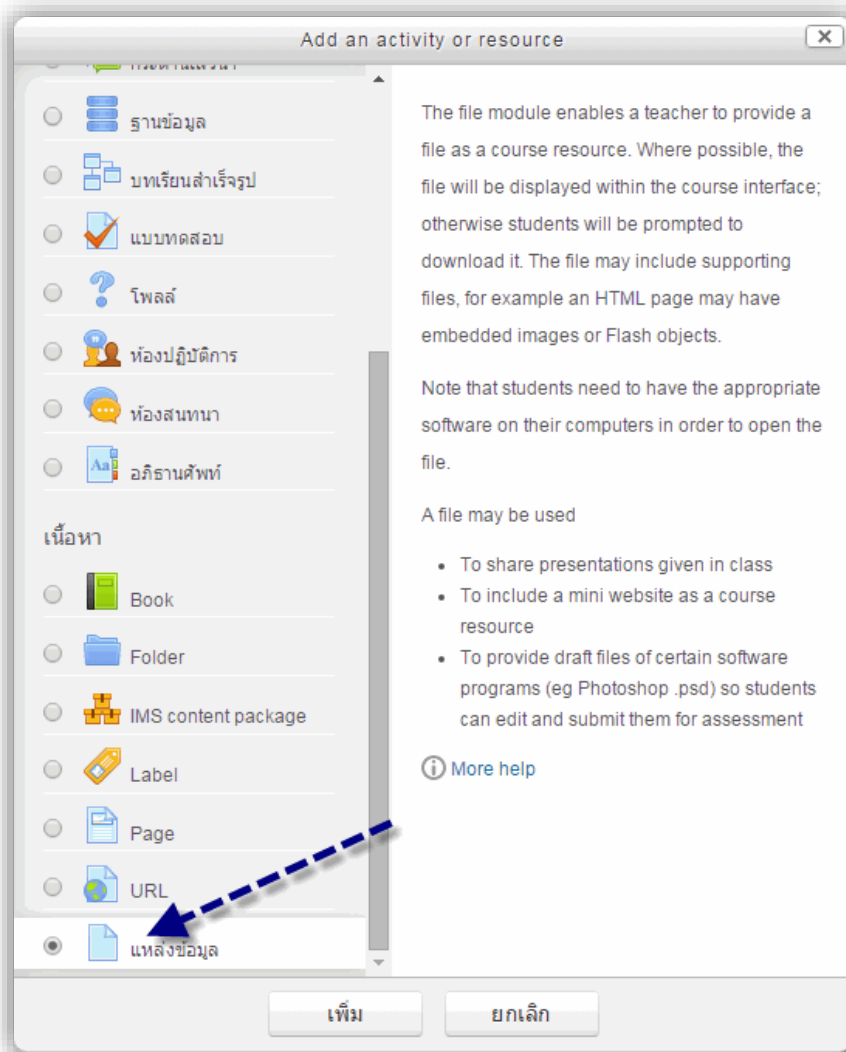 Add an activity or resource
ฐานข้อมูล
บทเรียนสำเร็จรูป
แบบทดสอบ
โพลล์
ห้องปฏิบัติการ
ห้องสนทนา
อภิธานศัพท์
เนื้อหา
Book
Folder
IMS content package
Label
Page
URL
แหล่งข้อมูล
The file module enables a teacher to provide a
file as a course resource. Where possible, the
file will be displayed within the course interface;
otherwise students will be prompted to
download it. The file may include supporting
files, for example an HTML page may have
embedded images or Flash objects.
Note that students need to have the appropriate
software on their computers in order to open the
file.
A file may be used
• To share presentations given in class
• To include a mini website as a course
resource
• To provide draft files of certain software
programs (eg Photoshop .psd) so students
can edit and submit them for assessment
More help
เพิ่ม
ยกเลิก